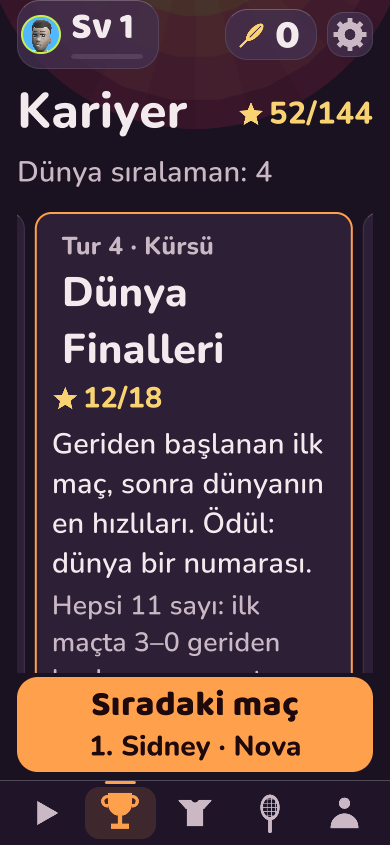 Sv 1
0
Kariyer
52/144
Dünya sıralaman: 4
Tur 4 · Kürsü
Dünya
Finalleri
12/18
Geriden başlanan ilk
maç, sonra dünyanın
en hızlıları. Ödül:
dünya bir numarası.
Hepsi 11 sayı: ilk
maçta 3–0 geriden
Sıradaki maç
1. Sidney · Nova